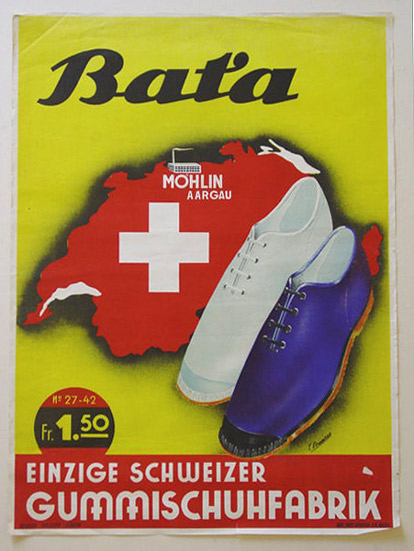 Bat'a
MÖHLIN
AARGAU
Nº 27-42
Fr. 1.50
EINZIGE SCHWEIZER
GUMMISCHUHFABRIK